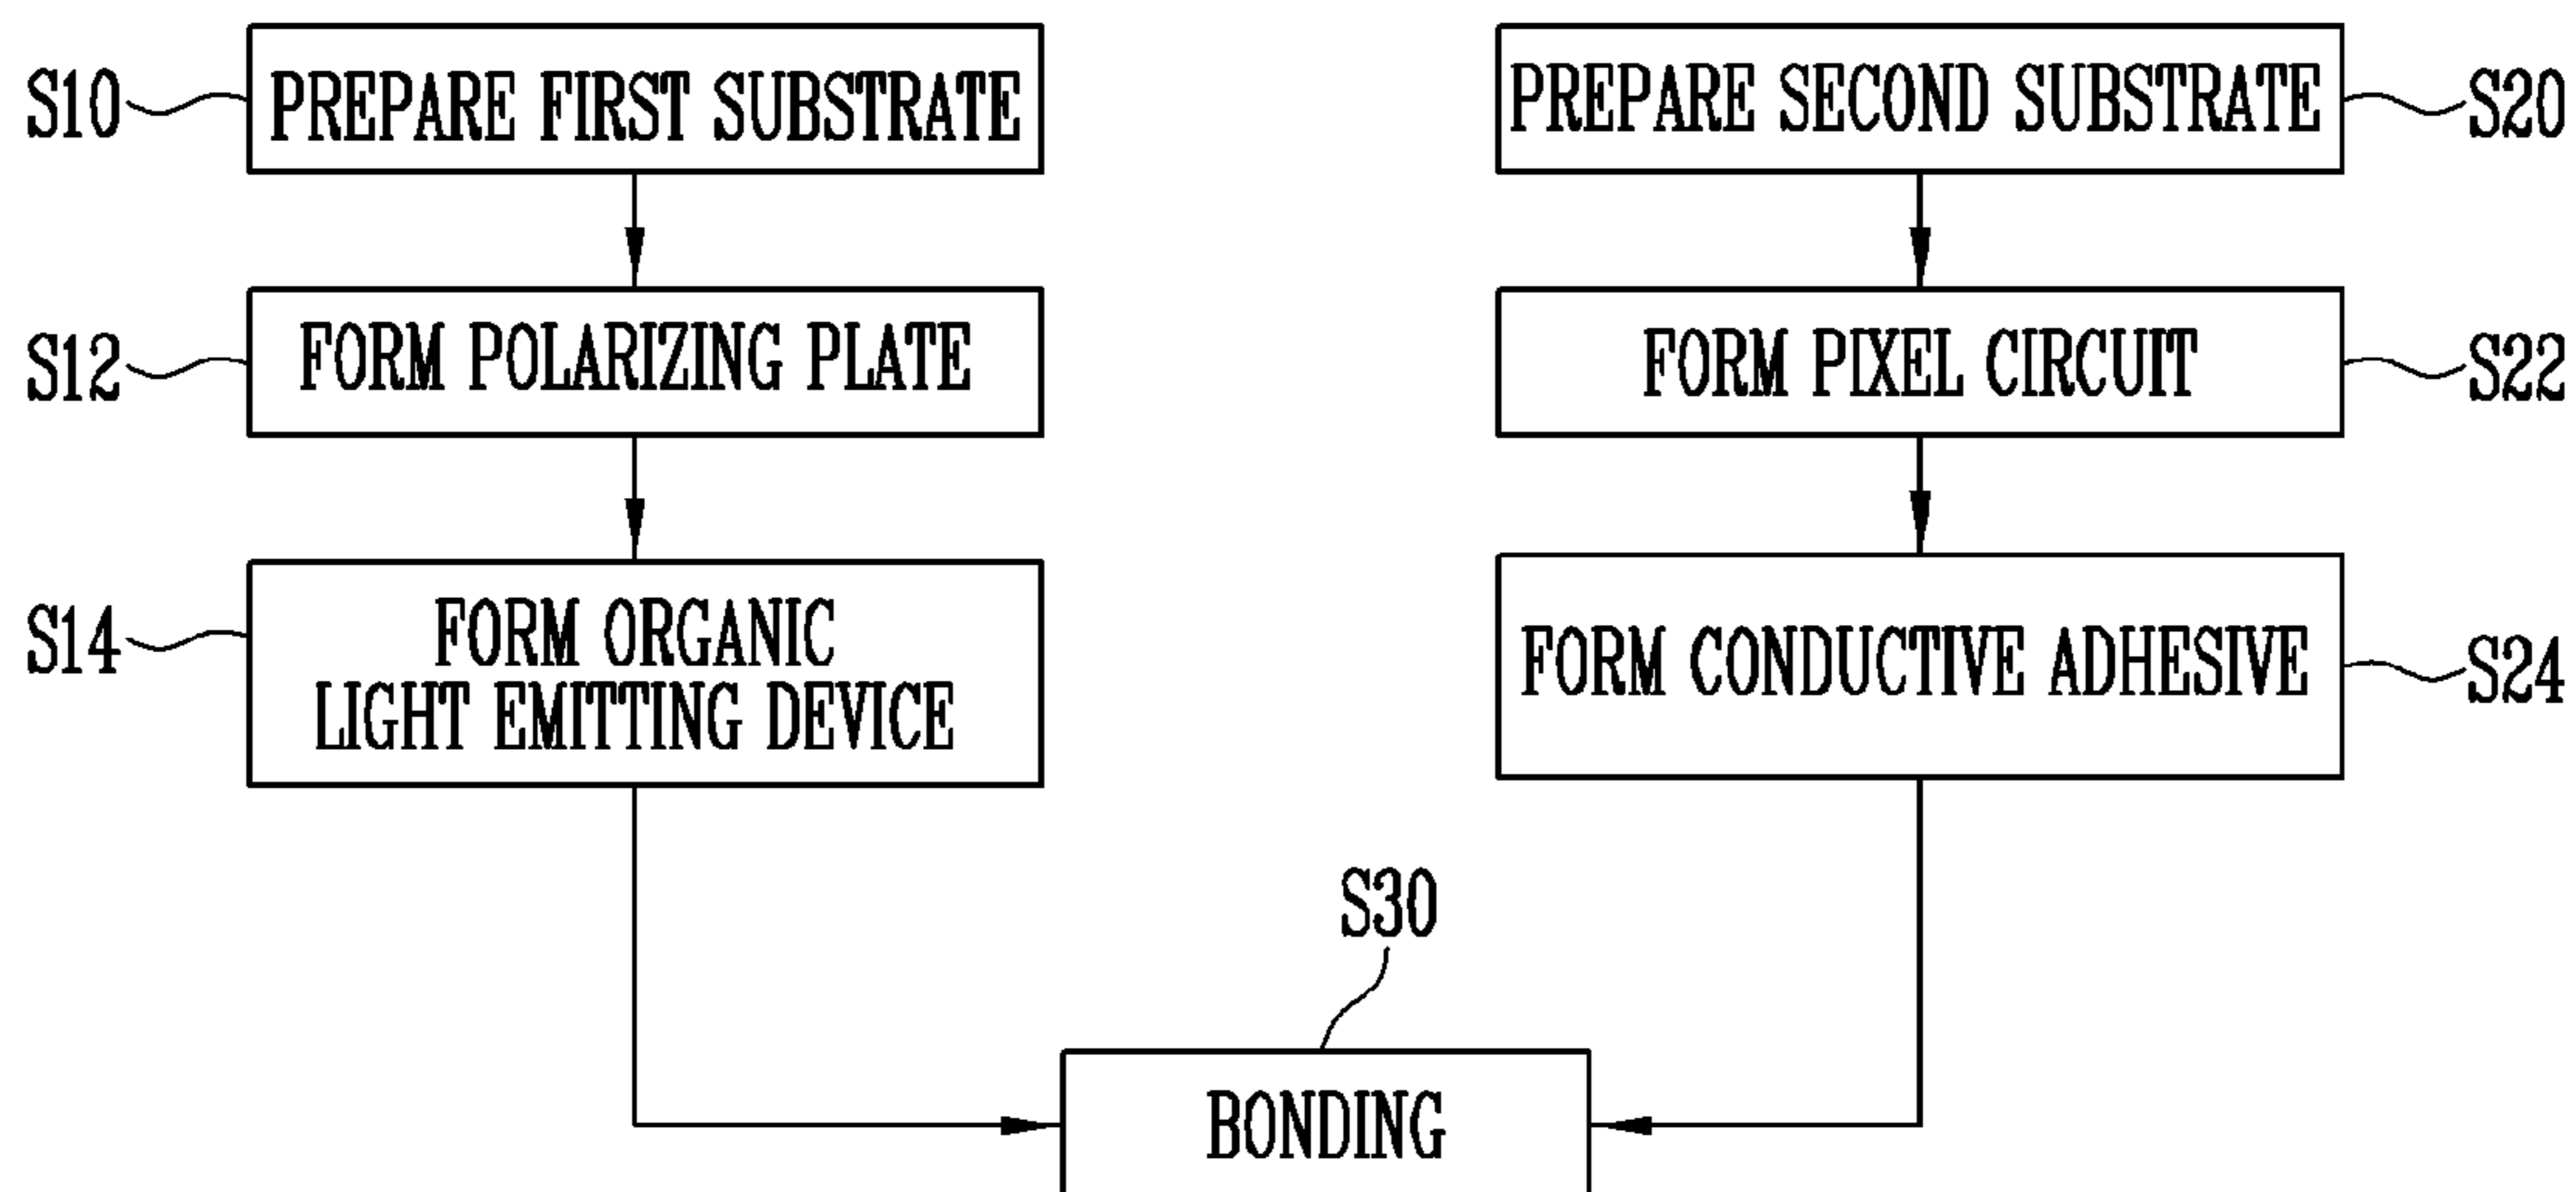 S10
PREPARE FIRST SUBSTRATE
S12
FORM POLARIZING PLATE
S14
FORM ORGANIC
LIGHT EMITTING DEVICE
PREPARE SECOND SUBSTRATE
S20
FORM PIXEL CIRCUIT
S22
FORM CONDUCTIVE ADHESIVE
S24
S30
BONDING